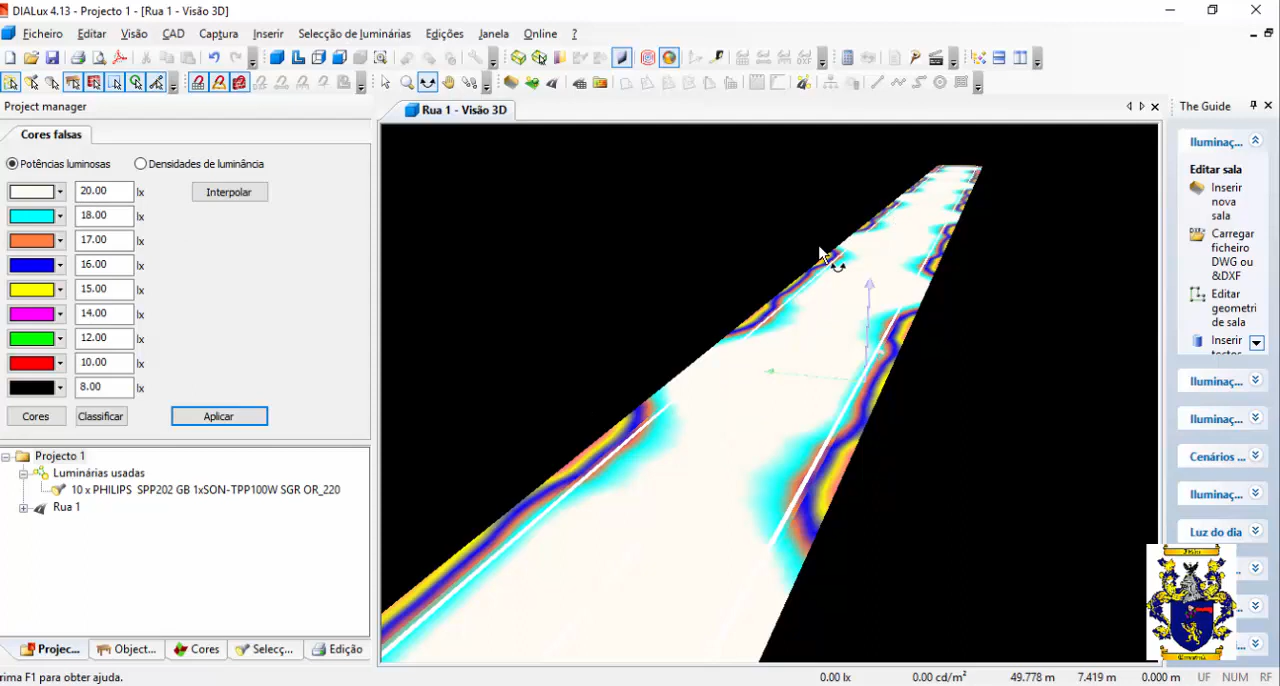 DIALux 4.13 - Projecto 1 - [Rua 1 - Visão 3D]
Ficheiro Editar Visão CAD Captura Inserir Selecção de luminárias Edições Janela Online ?
Project manager
Rua 1 - Visão 3D
The Guide
Cores falsas
Potências luminosas Densidades de luminância
20.00 lx Interpolar
18.00 lx
17.00 lx
16.00 lx
15.00 lx
14.00 lx
12.00 lx
10.00 lx
8.00 lx
Cores Classificar Aplicar
Projecto 1
Luminárias usadas
10 x PHILIPS SPP202 GB 1xSON-TPP100W SGR OR_220
Rua 1
Projec... Object... Cores Selecç... Edição
Iluminaç...
Editar sala
Inserir
nova
sala
Carregar
ficheiro
DWG ou
&DXF
Editar
geometri
de sala
Inserir
Iluminaç...
Iluminaç...
Cenários ...
Iluminaç...
Luz do dia
rima F1 para obter ajuda.
0.00 lx 0.00 cd/m² 49.778 m 7.419 m 0.000 m UF NUM RF